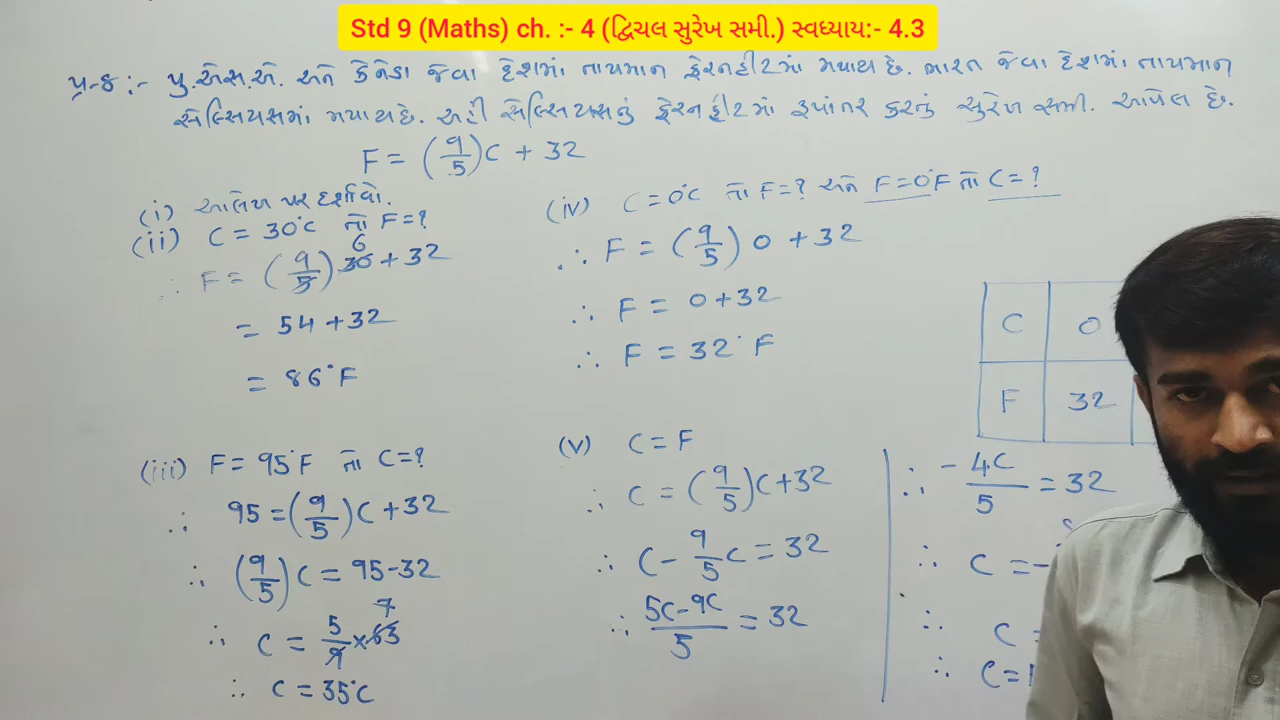 Std 9 (Maths) ch. :- 4 (દ્વિચલ સુરેખ સમી.) સ્વધ્યાય:- 4.3
પ્ર-8 :- યુ.એસ.એ. અને કેનેડા જેવા દેશમાં તાપમાન ફેરનહીટમાં મપાય છે. ભારત જેવા દેશમાં તાપમાન
સેલ્સિયસમાં મપાય છે. અહીં સેલ્સિયસનું ફેરનહીટમાં રૂપાંતર કરતું સુરેખ સમી. આપેલ છે.
F = (9/5)C + 32
(i) આલેખ પર દર્શાવો.
(ii) C = 30°C તો F = ?
∴ F = (9/5) 30 + 32
6
= 54 + 32
= 86°F
(iii) F = 95°F તો C = ?
∴ 95 = (9/5)C + 32
∴ (9/5)C = 95 - 32
∴ C = 5/9 × 63
7
∴ C = 35°C
(iv) C = 0°C તો F = ? અને F = 0°F તો C = ?
∴ F = (9/5) 0 + 32
∴ F = 0 + 32
∴ F = 32°F
(v) C = F
∴ C = (9/5)C + 32
∴ C - 9/5 C = 32
∴ 5C - 9C / 5 = 32
C 0
F 32
∴ - 4C / 5 = 32
∴ C = -
∴ C =
∴ C =